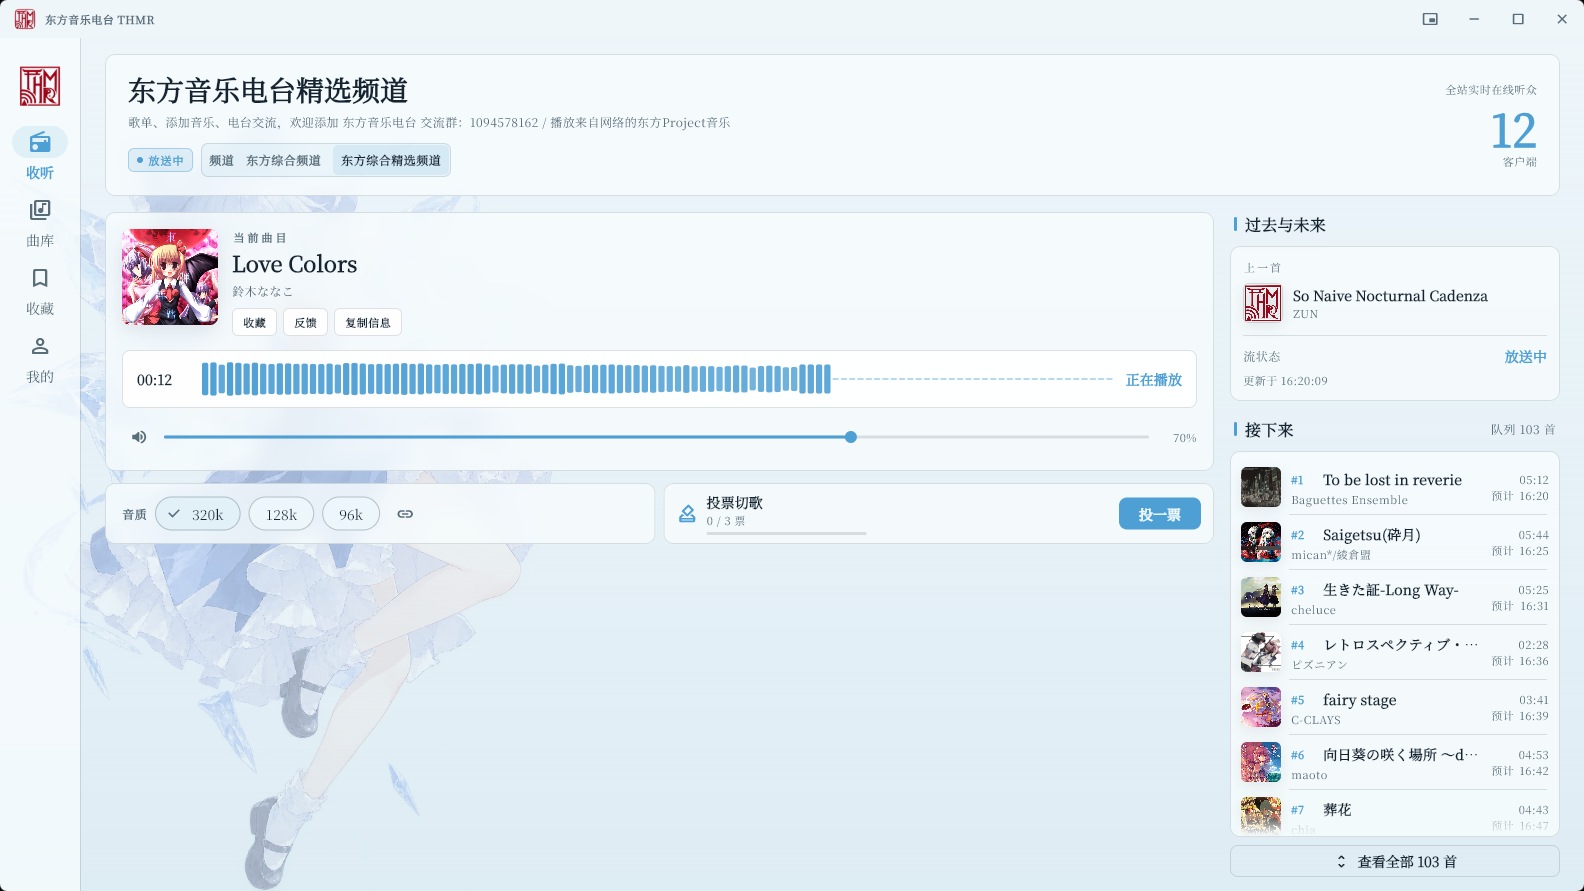 东方音乐电台 THMR
收听
曲库
收藏
我的
东方音乐电台精选频道
歌单、添加音乐、电台交流，欢迎添加 东方音乐电台 交流群：1094578162 / 播放来自网络的东方Project音乐
放送中
频道 东方综合频道 东方综合精选频道
全站实时在线听众
12
客户端
当前曲目
Love Colors
鈴木ななこ
收藏 反馈 复制信息
00:12
正在播放
70%
音质 320k 128k 96k
投票切歌
0 / 3 票
投一票
过去与未来
上一首
THMR
So Naive Nocturnal Cadenza
ZUN
流状态 放送中
更新于 16:20:09
接下来 队列 103 首
#1 To be lost in reverie 05:12
Baguettes Ensemble 预计 16:20
#2 Saigetsu(砕月) 05:44
mican*/綾倉盟 预计 16:25
#3 生きた証-Long Way- 05:25
cheluce 预计 16:31
#4 レトロスペクティブ・… 02:28
ビズニアン 预计 16:36
#5 fairy stage 03:41
C-CLAYS 预计 16:39
#6 向日葵の咲く場所 ～d… 04:53
maoto 预计 16:42
#7 葬花 04:43
chia 预计 16:47
查看全部 103 首